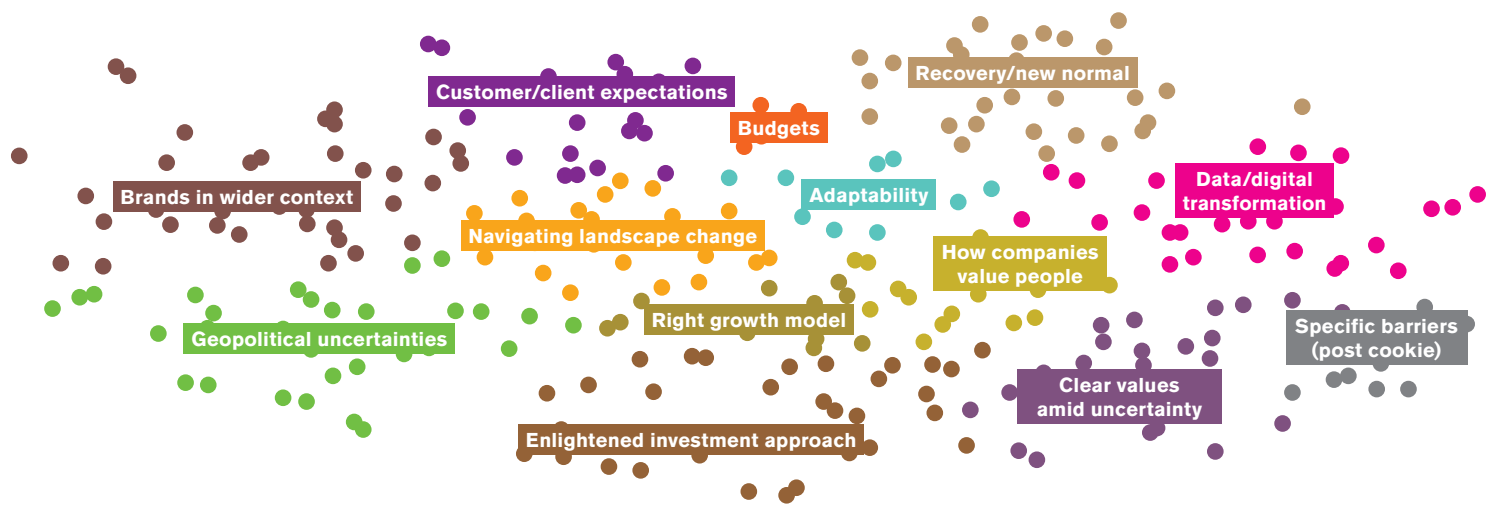 Customer/client expectations
Recovery/new normal
Budgets
Brands in wider context
Adaptability
Data/digital
transformation
Navigating landscape change
How companies
value people
Geopolitical uncertainties
Right growth model
Specific barriers
(post cookie)
Clear values
amid uncertainty
Enlightened investment approach